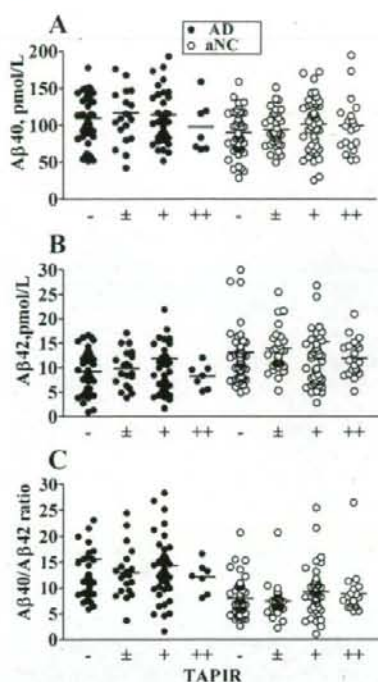 A
● AD
○ aNC
Aβ40, pmol/L
200
150
100
50
0
- ± + ++ - ± + ++
B
Aβ42,pmol/L
30
25
20
15
10
5
0
- ± + ++ - ± + ++
C
Aβ40/Aβ42 ratio
30
25
20
15
10
5
0
- ± + ++ - ± + ++
TAPIR